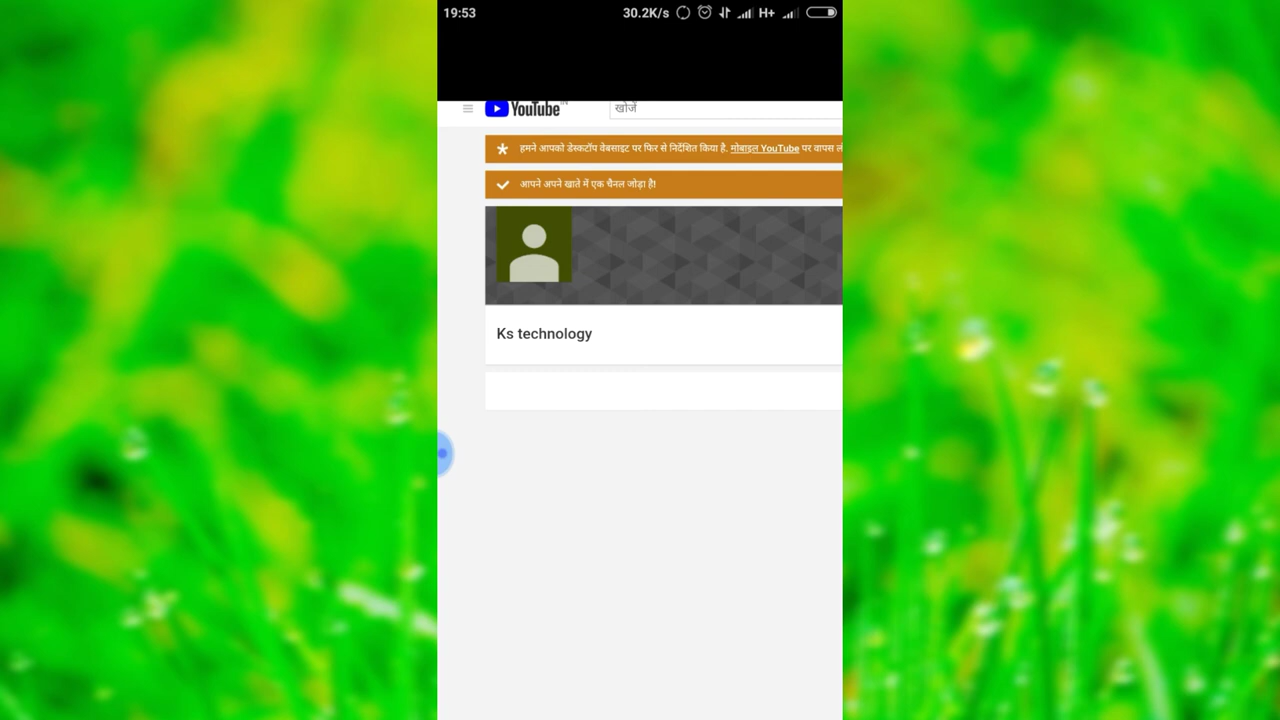 19:53
30.2K/s
H+
YouTube IN
खोजें
हमने आपको डेस्कटॉप वेबसाइट पर फिर से निर्देशित किया है. मोबाइल YouTube पर वापस
आपने अपने खाते में एक चैनल जोड़ा है!
Ks technology